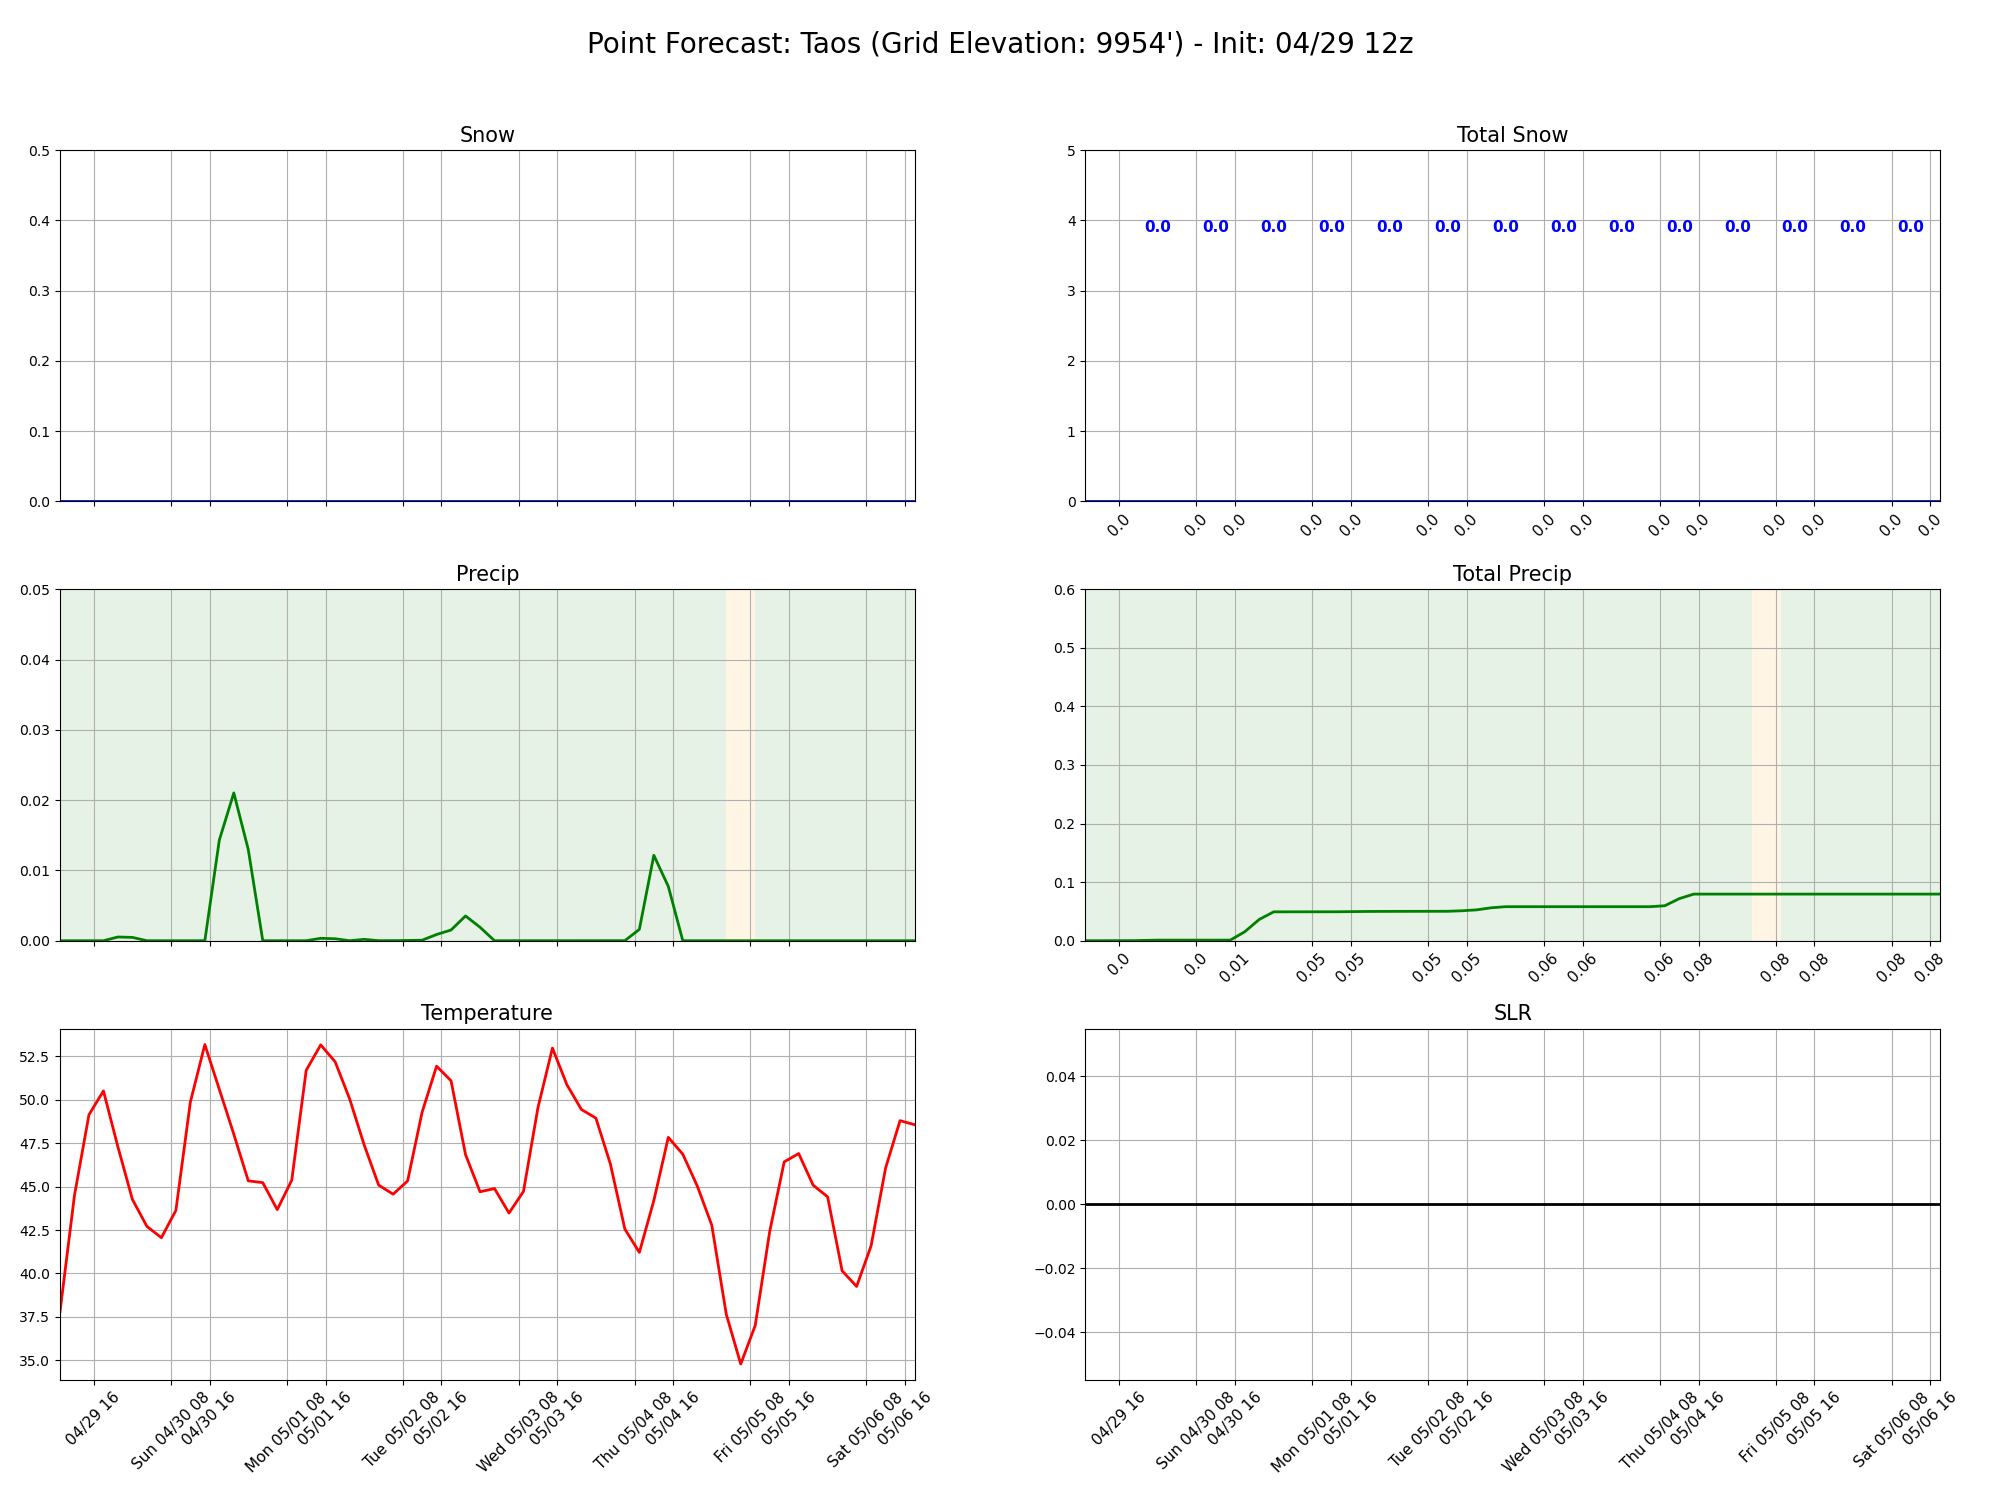 Point Forecast: Taos (Grid Elevation: 9954') - Init: 04/29 12z
Snow
0.5
0.4
0.3
0.2
0.1
0.0
Total Snow
5
4
3
2
1
0
0.0 0.0 0.0 0.0 0.0 0.0 0.0 0.0 0.0 0.0 0.0 0.0 0.0 0.0
0.0 0.0 0.0 0.0 0.0 0.0 0.0 0.0 0.0 0.0 0.0 0.0 0.0 0.0 0.0
Precip
0.05
0.04
0.03
0.02
0.01
0.00
Total Precip
0.6
0.5
0.4
0.3
0.2
0.1
0.0
0.0 0.0 0.01 0.05 0.05 0.05 0.05 0.06 0.06 0.06 0.08 0.08 0.08 0.08 0.08
Temperature
52.5
50.0
47.5
45.0
42.5
40.0
37.5
35.0
04/29 16
Sun 04/30 08
04/30 16
Mon 05/01 08
05/01 16
Tue 05/02 08
05/02 16
Wed 05/03 08
05/03 16
Thu 05/04 08
05/04 16
Fri 05/05 08
05/05 16
Sat 05/06 08
05/06 16
SLR
0.04
0.02
0.00
−0.02
−0.04
04/29 16
Sun 04/30 08
04/30 16
Mon 05/01 08
05/01 16
Tue 05/02 08
05/02 16
Wed 05/03 08
05/03 16
Thu 05/04 08
05/04 16
Fri 05/05 08
05/05 16
Sat 05/06 08
05/06 16